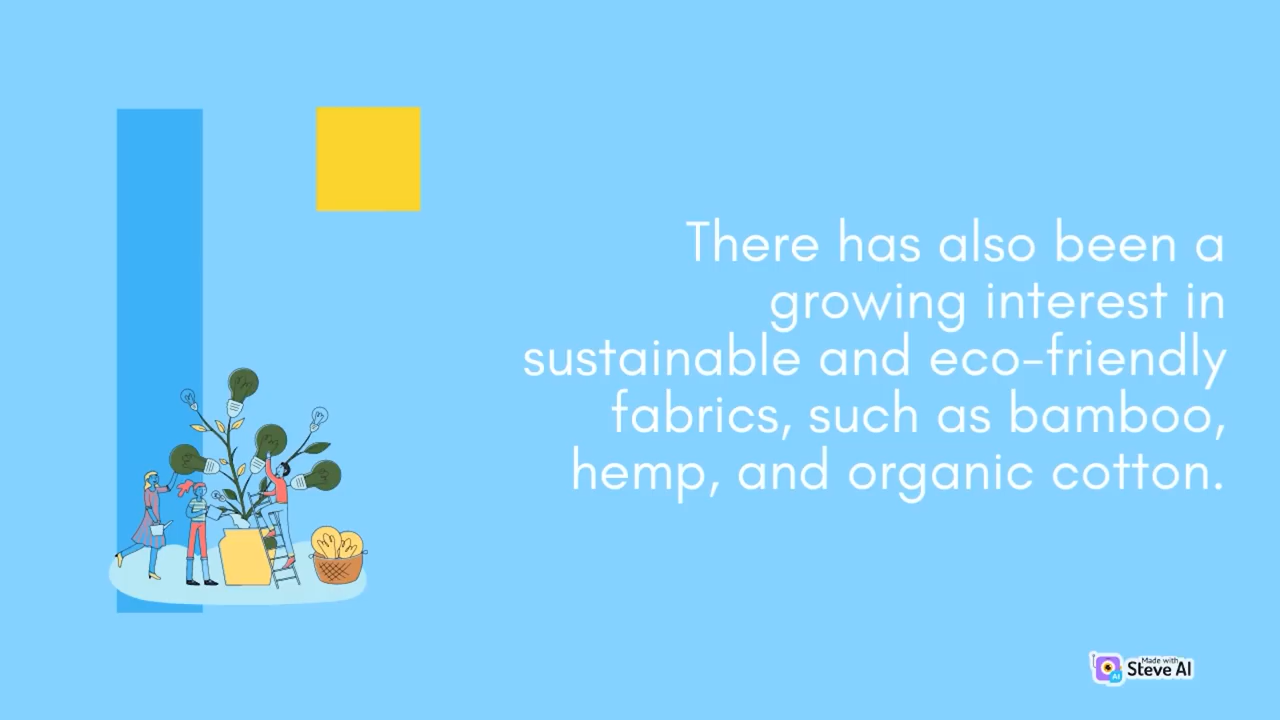 There has also been a
growing interest in
sustainable and eco-friendly
fabrics, such as bamboo,
hemp, and organic cotton.
Made with
AI
Steve AI